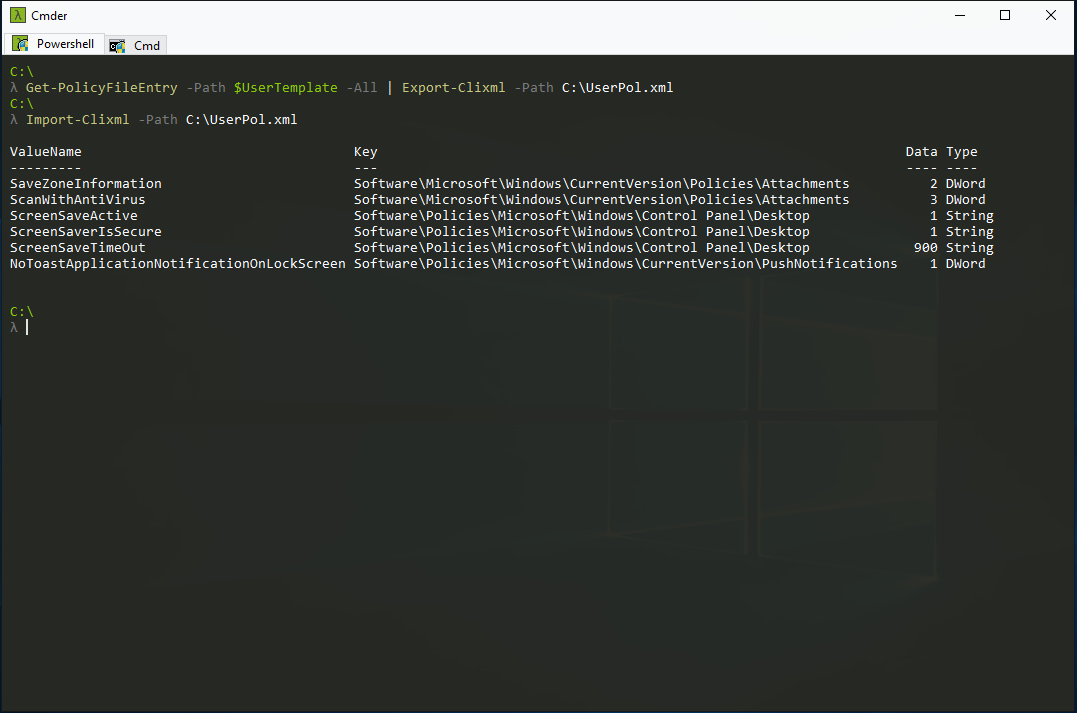 Cmder
Powershell Cmd
C:\
λ Get-PolicyFileEntry -Path $UserTemplate -All | Export-Clixml -Path C:\UserPol.xml
C:\
λ Import-Clixml -Path C:\UserPol.xml
ValueName Key Data Type
--------- --- ---- ----
SaveZoneInformation Software\Microsoft\Windows\CurrentVersion\Policies\Attachments 2 DWord
ScanWithAntiVirus Software\Microsoft\Windows\CurrentVersion\Policies\Attachments 3 DWord
ScreenSaveActive Software\Policies\Microsoft\Windows\Control Panel\Desktop 1 String
ScreenSaverIsSecure Software\Policies\Microsoft\Windows\Control Panel\Desktop 1 String
ScreenSaveTimeOut Software\Policies\Microsoft\Windows\Control Panel\Desktop 900 String
NoToastApplicationNotificationOnLockScreen Software\Policies\Microsoft\Windows\CurrentVersion\PushNotifications 1 DWord
C:\
λ